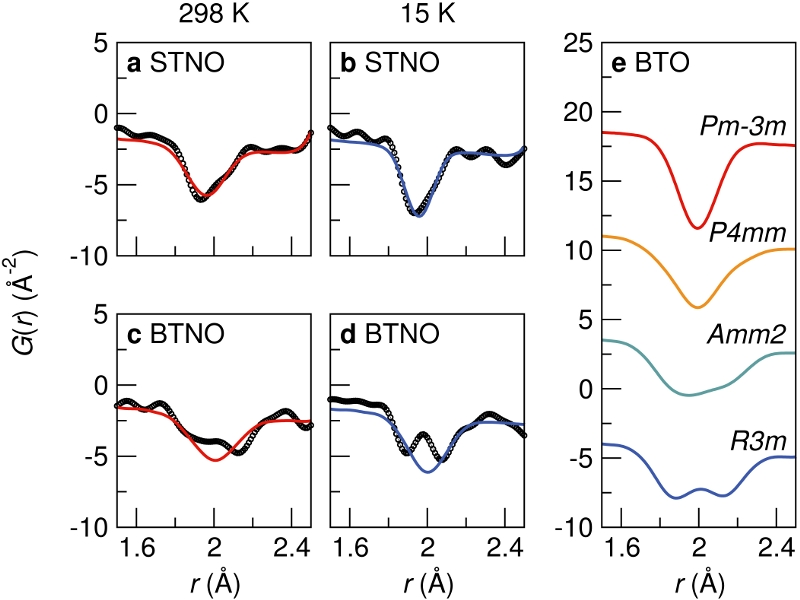 298 K 15 K
G(r) (Å-2)
a STNO
5
0
-5
-10
b STNO
c BTNO
5
0
-5
-10
1.6 2 2.4
r (Å)
d BTNO
1.6 2 2.4
r (Å)
e BTO
25
20
15
10
5
0
-5
-10
Pm-3m
P4mm
Amm2
R3m
1.6 2 2.4
r (Å)